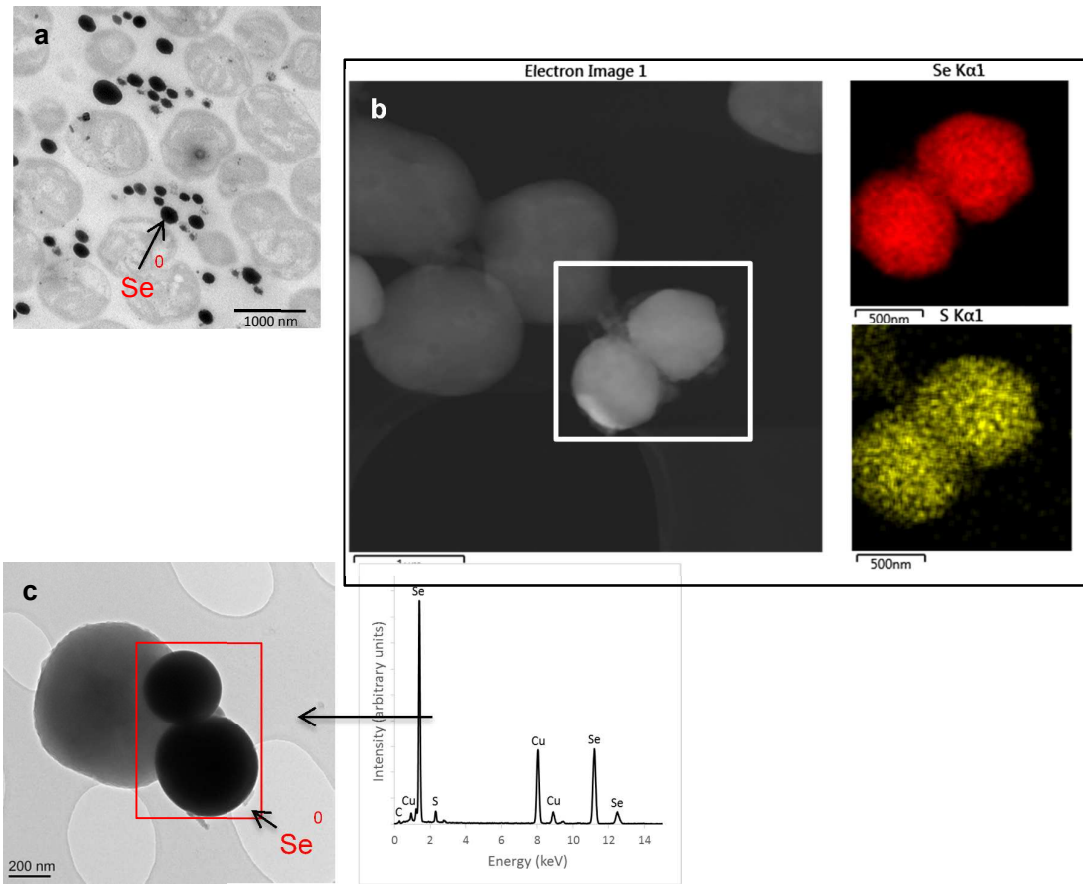 a
Se
0
1000 nm
Electron Image 1
b
Se Kα1
500nm
S Kα1
500nm
c
Se
0
200 nm
Intensity (arbitrary units)
Se
Cu
Se
C
Cu
S
Cu
Se
0
2
4
6
8
10
12
14
Energy (keV)